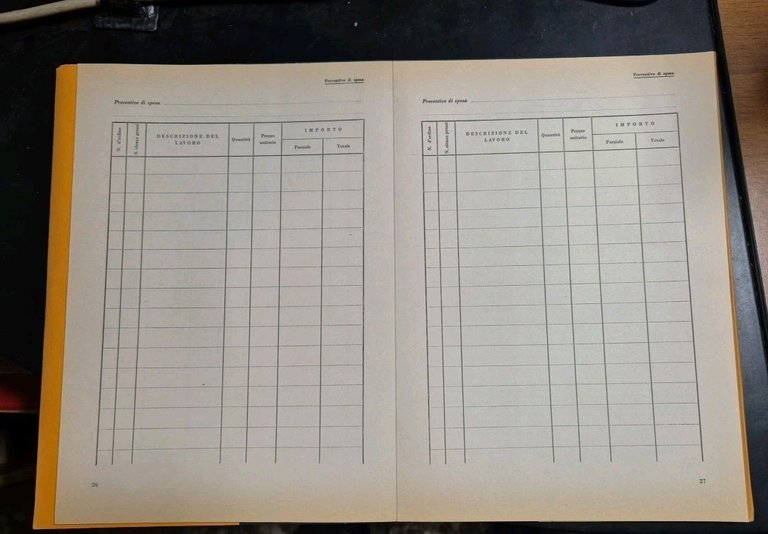 Preventivo di spesa
Preventivo di spesa
N. d'ordine
N. elenco prezzi
DESCRIZIONE DEL
LAVORO
Quantità
Prezzo
unitario
IMPORTO
Parziale
Totale
26
Preventivo di spesa
Preventivo di spesa
N. d'ordine
N. elenco prezzi
DESCRIZIONE DEL
LAVORO
Quantità
Prezzo
unitario
IMPORTO
Parziale
Totale
27